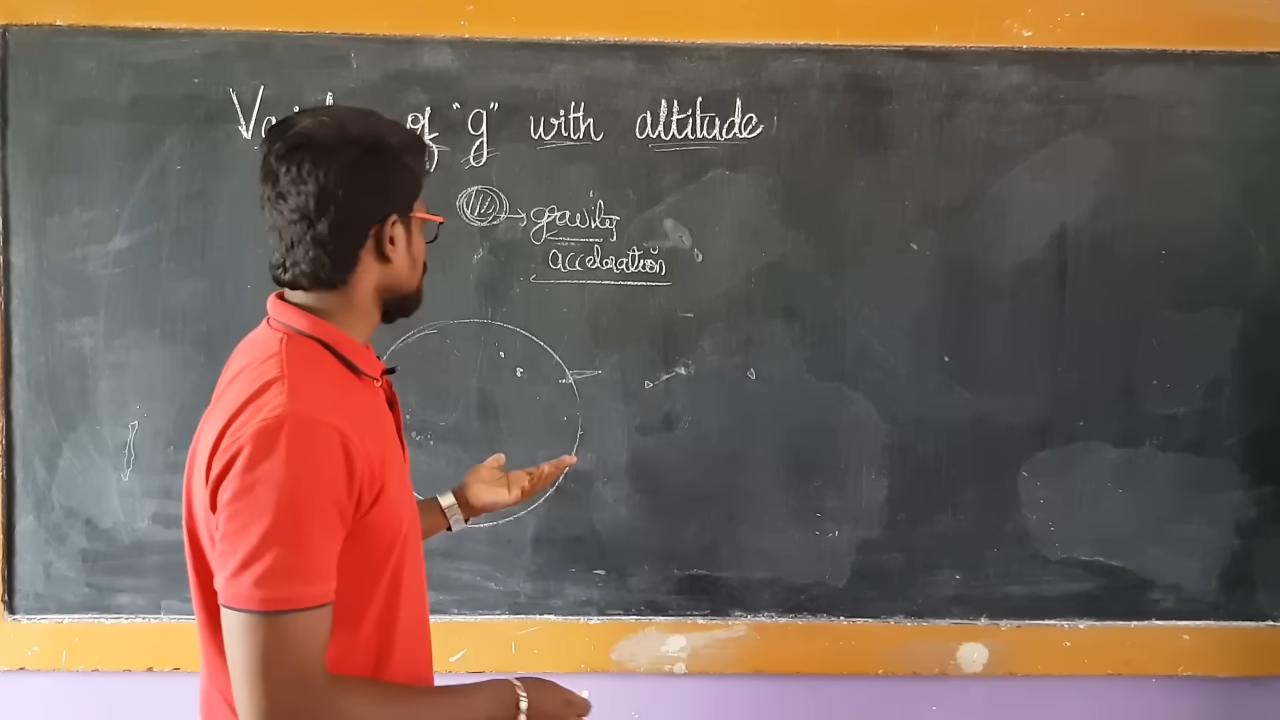 of "g" with altitude
gravity
acceleration